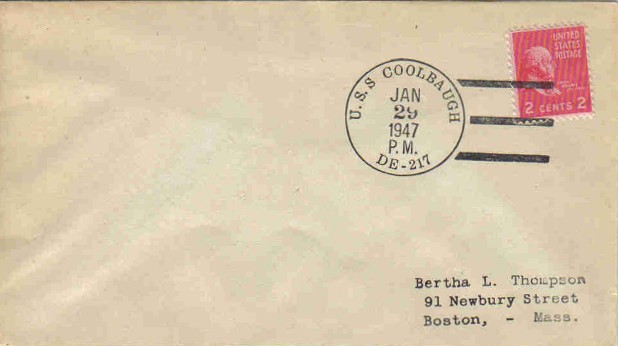 UNITED
STATES
POSTAGE
2 CENTS 2
U.S.S COOLBAUGH
JAN
29
1947
P.M.
DE-217
Bertha L. Thompson
91 Newbury Street
Boston, - Mass.